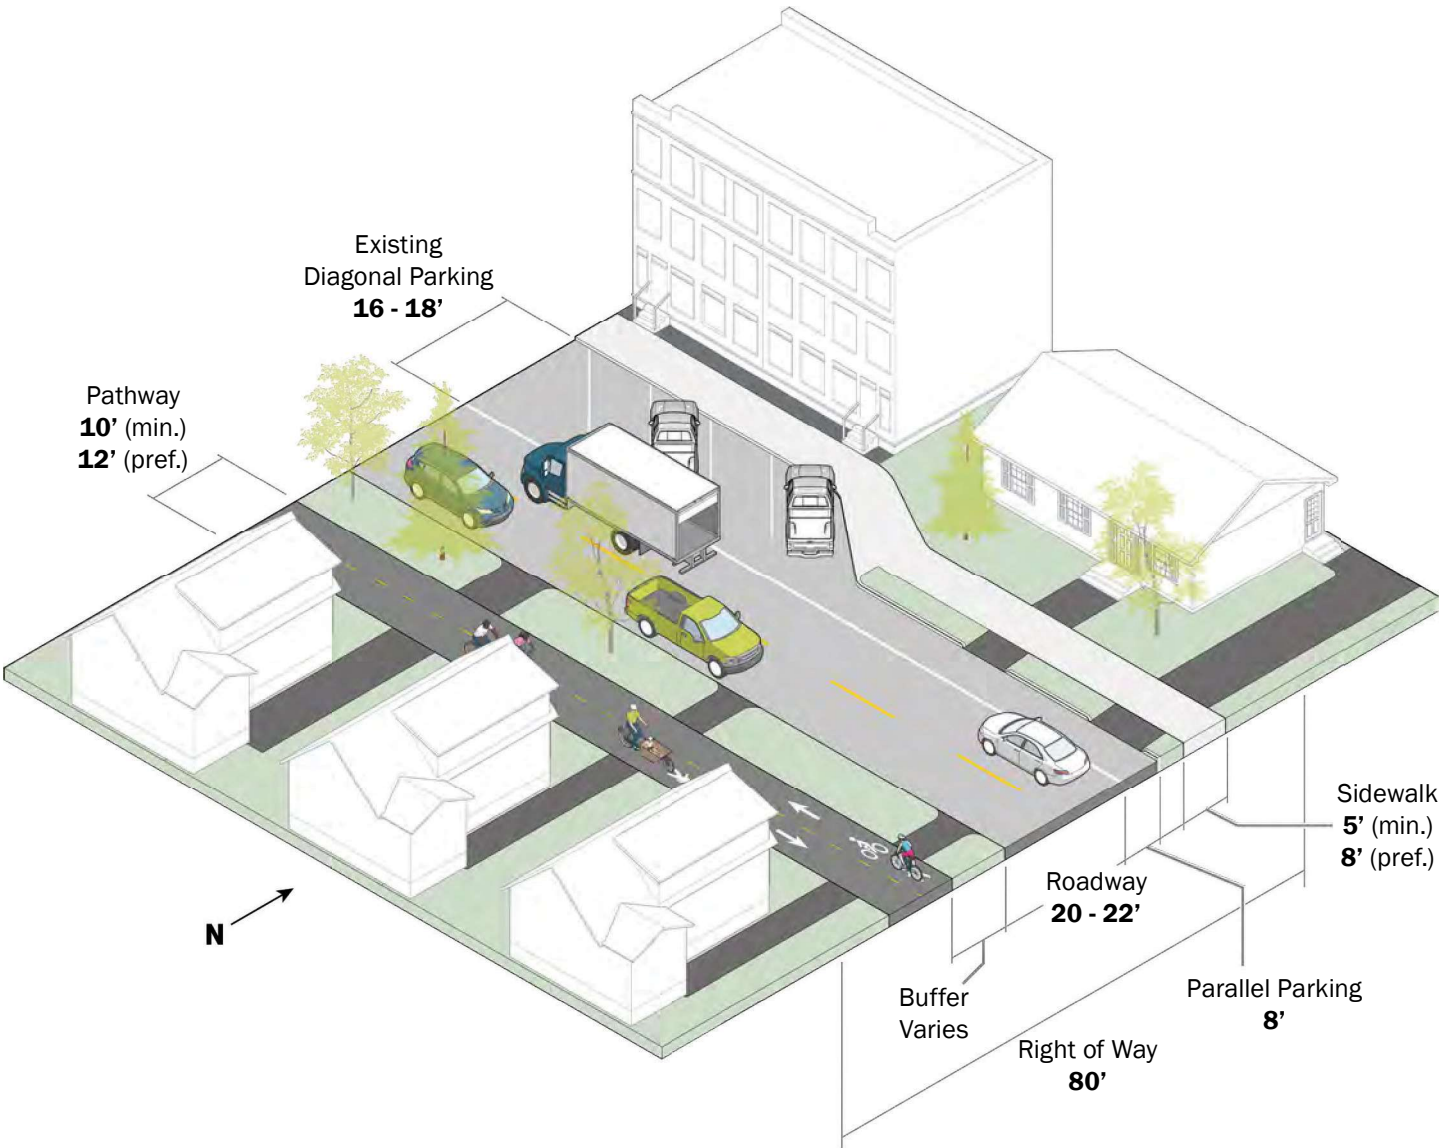 Existing
Diagonal Parking
16 - 18’
Pathway
10’ (min.)
12’ (pref.)
Sidewalk
5’ (min.)
8’ (pref.)
Roadway
20 - 22’
N
Buffer
Varies
Parallel Parking
8’
Right of Way
80’